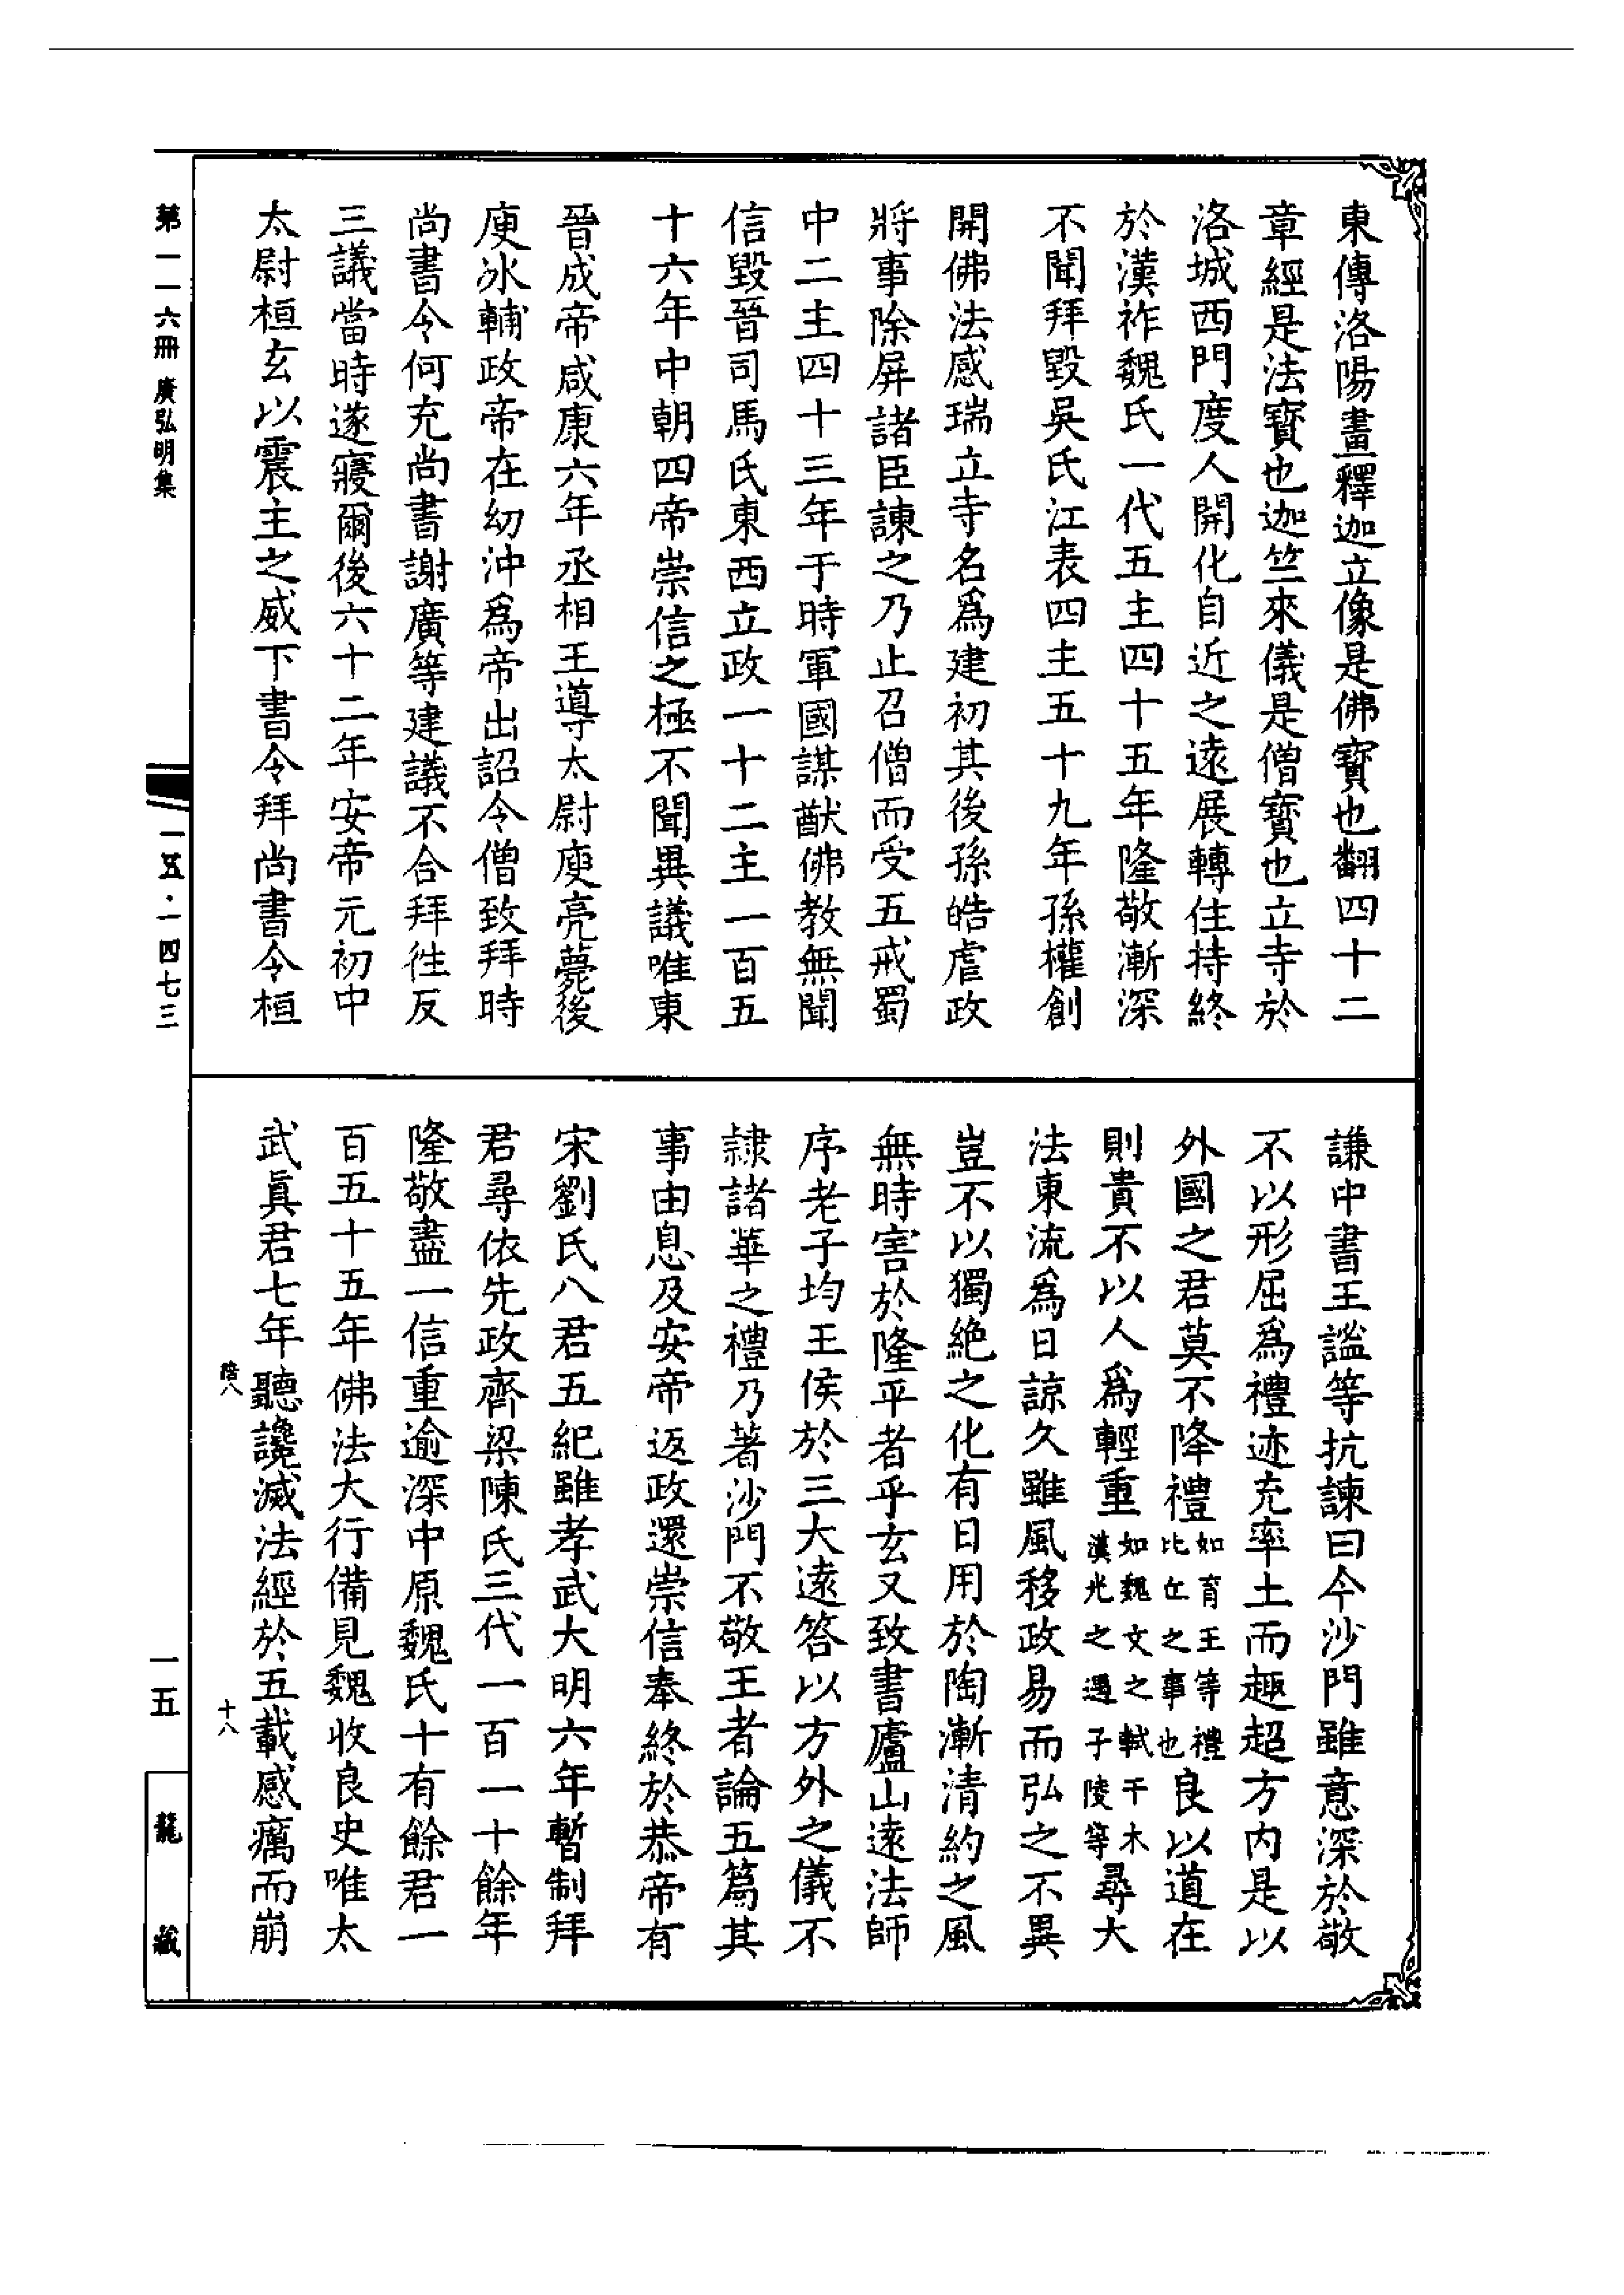 東傳洛陽畫釋迦立像是佛寶也翻四十二
章經是法寶也迦竺來儀是僧寶也立寺於
洛城西門度人開化自近之遠展轉住持終
於漢祚魏氏一代五主四十五年隆敬漸深
不聞拜毀吳氏江表四主五十九年孫權創
開佛法感瑞立寺名爲建初其後孫皓虐政
將事除屏諸臣諫之乃止召僧而受五戒蜀
中二主四十三年于時軍國謀猷佛教無聞
信毀晉司馬氏東西立政一十二主一百五
十六年中朝四帝崇信之極不聞異議唯東
晉成帝咸康六年丞相王導太尉庾亮薨後
庾冰輔政帝在幼沖爲帝出詔令僧致拜時
尚書令何充尚書謝廣等建議不合拜往反
三議當時遂寢爾後六十二年安帝元初中
太尉桓玄以震主之威下書令拜尚書令桓
謙中書王謐等抗諫曰今沙門雖意深於敬
不以形屈爲禮迹充率土而趣超方內是以
外國之君莫不降禮如育王等禮比丘之事也良以道在
則貴不以人爲輕重如魏文之軾干木漢光之遇子陵等尋大
法東流爲日諒久雖風移政易而弘之不異
豈不以獨絕之化有日用於陶漸清約之風
無時害於隆平者乎玄又致書廬山遠法師
序老子均王侯於三大遠答以方外之儀不
隸諸華之禮乃著沙門不敬王者論五篇其
事由息及安帝返政還崇信奉終於恭帝有
宋劉氏八君五紀雖孝武大明六年暫制拜
君尋依先政齊梁陳氏三代一百一十餘年
隆敬盡一信重逾深中原魏氏十有餘君一
百五十五年佛法大行備見魏收良史唯太
武眞君七年聽讒滅法經於五載感癘而崩
陪八
十八
第一一六冊 廣弘明集
一五·一四七三
一五
龍藏